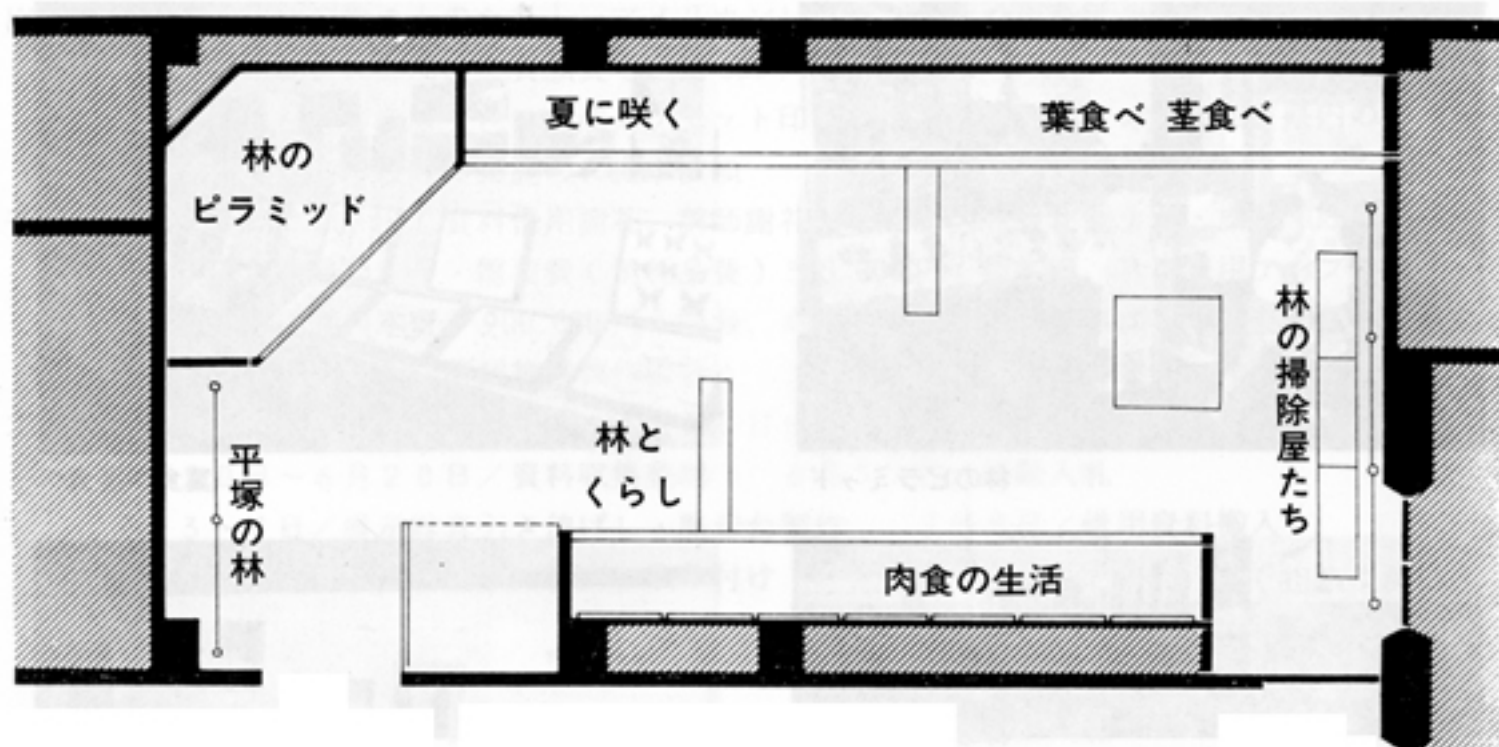 夏に咲く
葉食べ 茎食べ
林の
ピラミッド
林の掃除屋たち
林と
くらし
平塚の林
肉食の生活